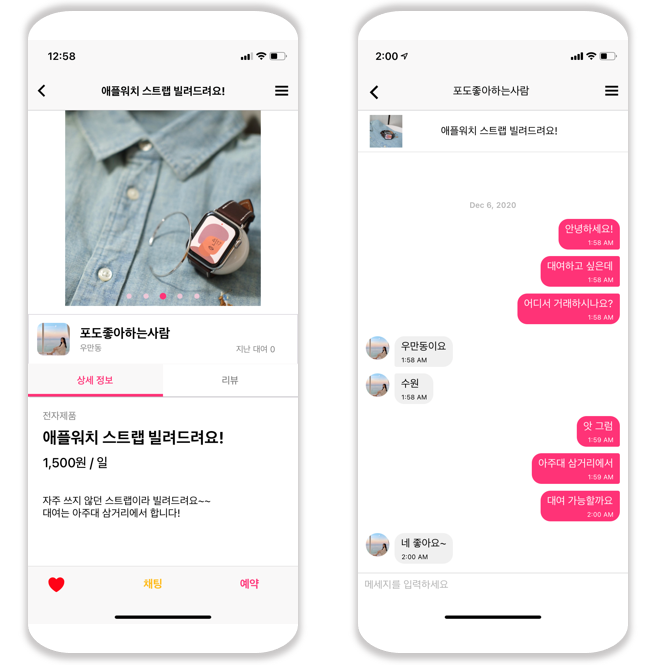 12:58
애플워치 스트랩 빌려드려요!
포도좋아하는사람
우만동
지난 대여 0
상세 정보
리뷰
전자제품
애플워치 스트랩 빌려드려요!
1,500원 / 일
자주 쓰지 않던 스트랩이라 빌려드려요~~
대여는 아주대 삼거리에서 합니다!
채팅
예약
2:00
포도좋아하는사람
애플워치 스트랩 빌려드려요!
Dec 6, 2020
안녕하세요!
1:58 AM
대여하고 싶은데
1:58 AM
어디서 거래하시나요?
1:58 AM
우만동이요
1:58 AM
수원
1:58 AM
앗 그럼
1:59 AM
아주대 삼거리에서
1:59 AM
대여 가능할까요
2:00 AM
네 좋아요~
2:00 AM
메세지를 입력하세요